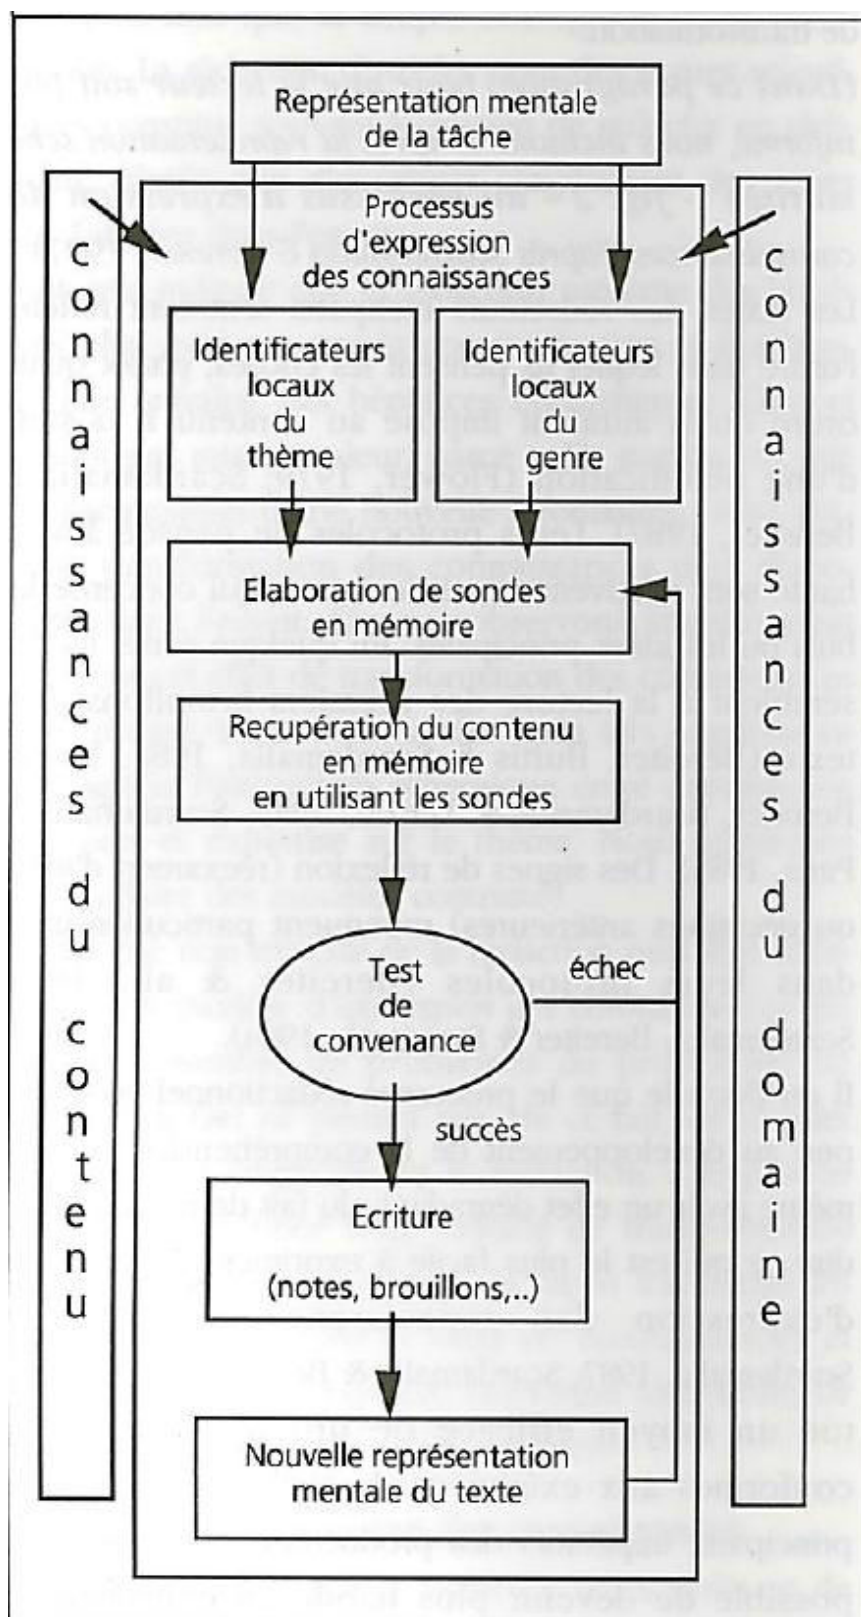 Représentation mentale
de la tâche
Processus
d'expression
des connaissances
connaissances du contenu
connaissances du domaine
Identificateurs
locaux
du
thème
Identificateurs
locaux
du
genre
Elaboration de sondes
en mémoire
Recupération du contenu
en mémoire
en utilisant les sondes
Test
de
convenance
échec
succès
Ecriture
(notes, brouillons,..)
Nouvelle représentation
mentale du texte